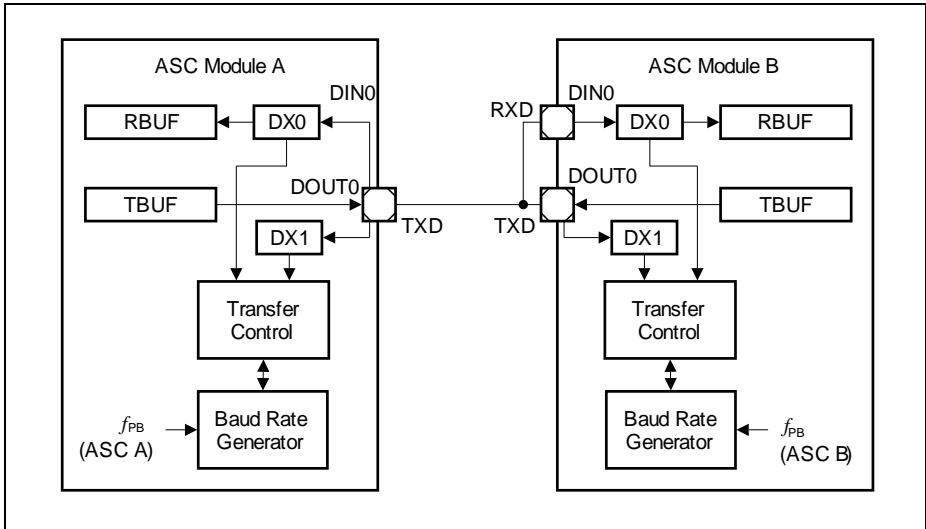 ASC Module A
DIN0
RBUF
DX0
DOUT0
TBUF
TXD
DX1
Transfer
Control
Baud Rate
Generator
fPB
(ASC A)
ASC Module B
RXD
DIN0
DX0
RBUF
DOUT0
TXD
TBUF
DX1
Transfer
Control
Baud Rate
Generator
fPB
(ASC B)